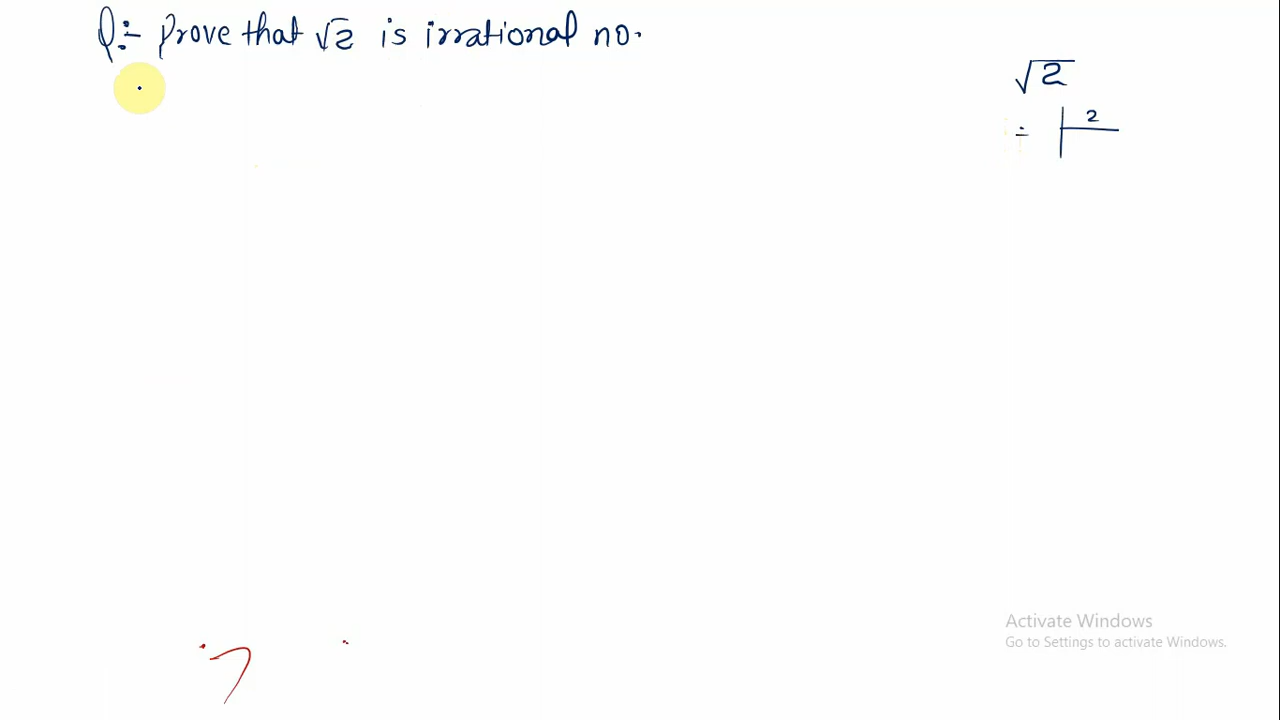 Q:- Prove that √2 is irrational no.
√2
= 2
Activate Windows
Go to Settings to activate Windows.